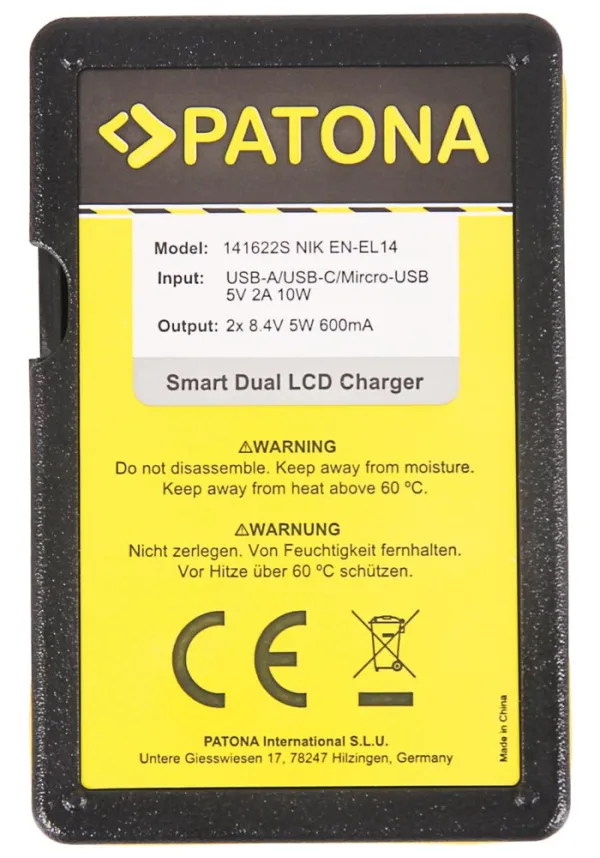 PATONA
Model: 141622S NIK EN-EL14
Input: USB-A/USB-C/Mircro-USB
5V 2A 10W
Output: 2x 8.4V 5W 600mA
Smart Dual LCD Charger
⚠WARNING
Do not disassemble. Keep away from moisture.
Keep away from heat above 60 ºC.
⚠WARNUNG
Nicht zerlegen. Von Feuchtigkeit fernhalten.
Vor Hitze über 60 ºC schützen.
CE
PATONA International S.L.U.
Untere Giesswiesen 17, 78247 Hilzingen, Germany
Made in China